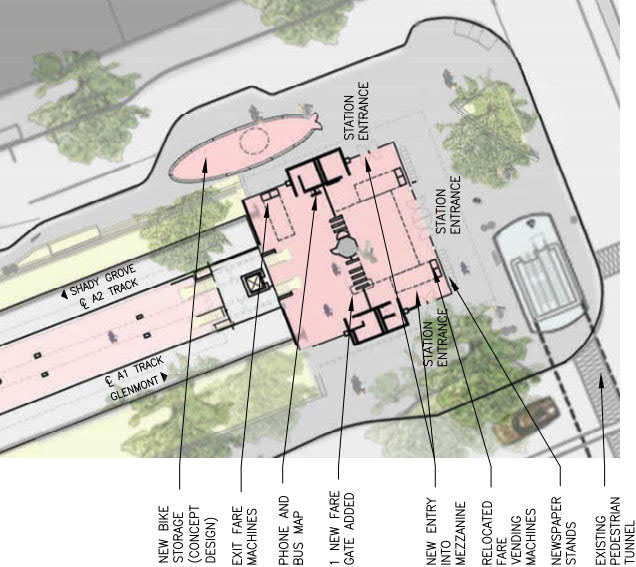 STATION
ENTRANCE
STATION
ENTRANCE
STATION
ENTRANCE
SHADY GROVE
℄ A2 TRACK
℄ A1 TRACK
GLENMONT
NEW BIKE
STORAGE
(CONCEPT
DESIGN)
EXIT FARE
MACHINES
PHONE AND
BUS MAP
1 NEW FARE
GATE ADDED
NEW ENTRY
INTO
MEZZANINE
RELOCATED
FARE
VENDING
MACHINES
NEWSPAPER
STANDS
EXISTING
PEDESTRIAN
TUNNEL